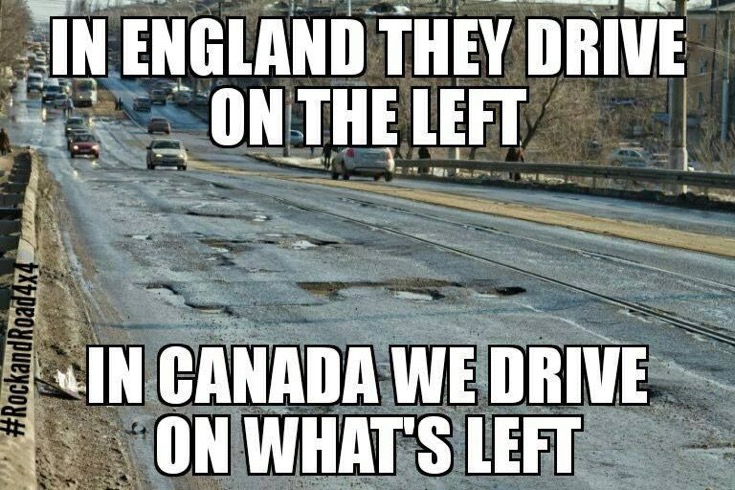 IN ENGLAND THEY DRIVE
ON THE LEFT
#RockandRoad4x4
IN CANADA WE DRIVE
ON WHAT'S LEFT